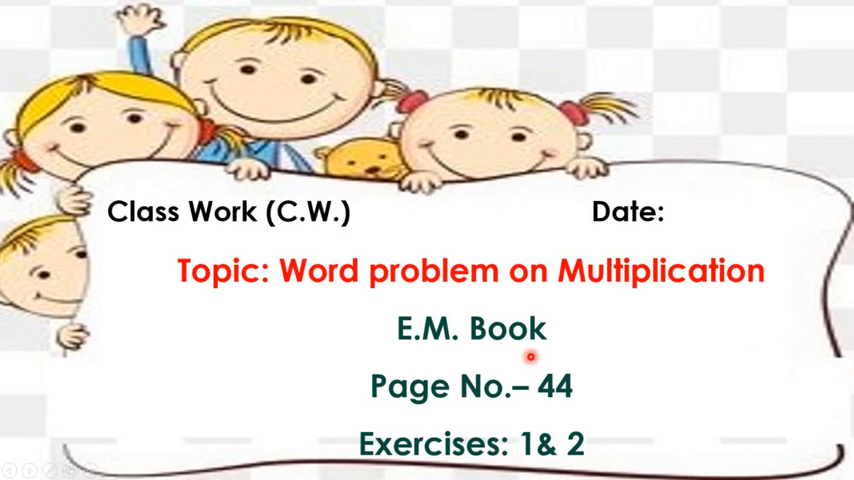 Class Work (C.W.) Date:
Topic: Word problem on Multiplication
E.M. Book
Page No.– 44
Exercises: 1& 2